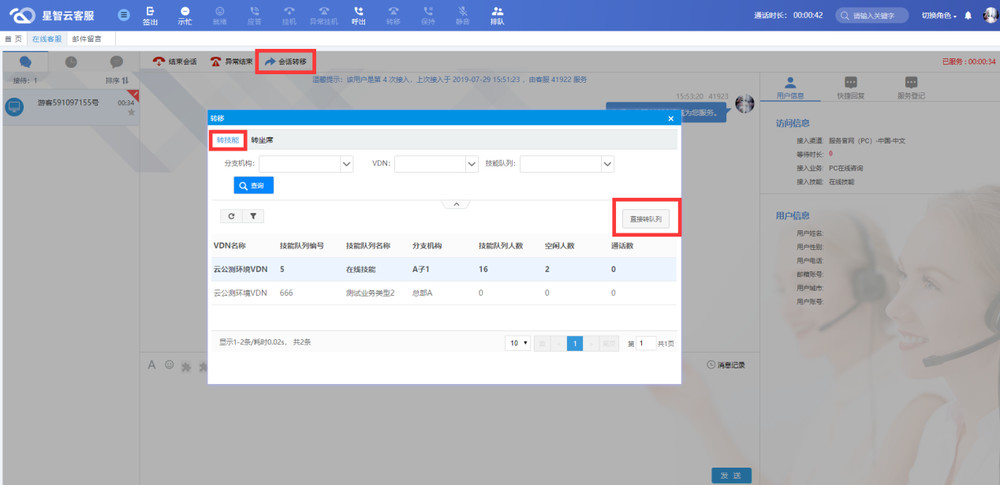 星智云客服
签出 示忙 就绪 应答 挂机 异常挂机 呼出 转移 保持 静音 排队
通话时长: 00:00:42 请输入关键字 切换角色
首 页 在线客服 邮件留言
结束会话 异常结束 会话转移 已服务 : 00:00:34
接待: 1 排序
温馨提示: 该用户是第 4 次接入, 上次接入于 2019-07-29 15:51:23 , 由客服 41922 服务
游客591097155号 00:34
15:53:20 41923
为您服务。
用户信息 快捷回复 服务登记
转移
转技能 转坐席
分支机构: VDN: 技能队列:
查询
直接转队列
VDN名称 技能队列编号 技能队列名称 分支机构 技能队列人数 空闲人数 通话数
云公测环境VDN 5 在线技能 A子1 16 2 0
云公测环境VDN 666 测试业务类型2 总部A 0 0 0
显示1-2条/耗时0.02s, 共2条
10 1 尾页 第 1 共1页
访问信息
接入渠道: 服务官网 (PC) -中国-中文
等待时长: 0
接入业务: PC在线咨询
接入技能: 在线技能
用户信息
用户姓名:
用户性别:
用户电话:
邮箱账号:
用户城市:
用户账号:
A 消息记录
发 送